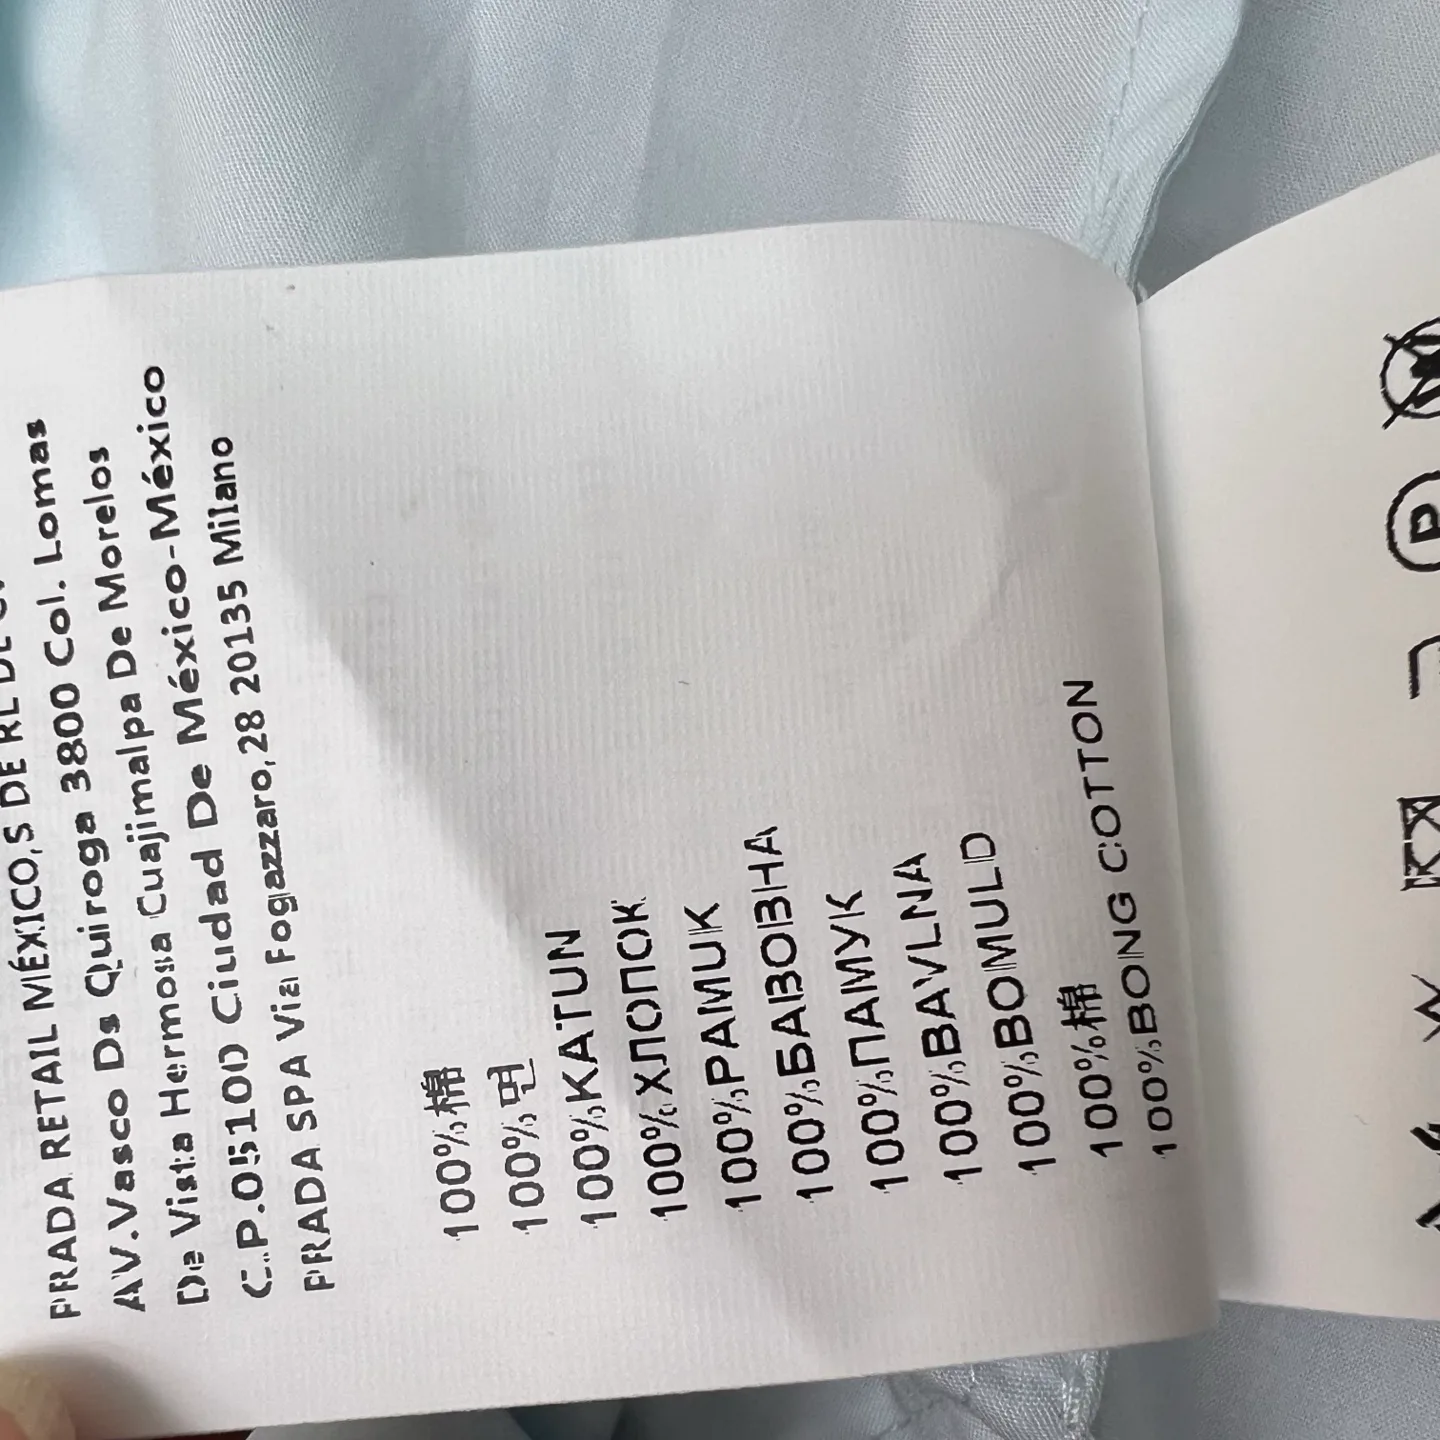 PRADA RETAIL MÉXICO,S DE RL DE C.
AV.Vasco Ds Quiroga 3800 Col. Lomas
De Vista Hermosa Cuajimalpa De Morelos
C.P.05100 Ciudad De México-México
PRADA SPA Via Fogazzaro,28 20135 Milano
100%棉
100%면
100%KATUN
100%ХЛОПОК
100%PAMUK
100%БАВОВНА
100%ПАМУК
100%BAVLNA
100%BOMULD
100%棉
100%BONG COTTON
P